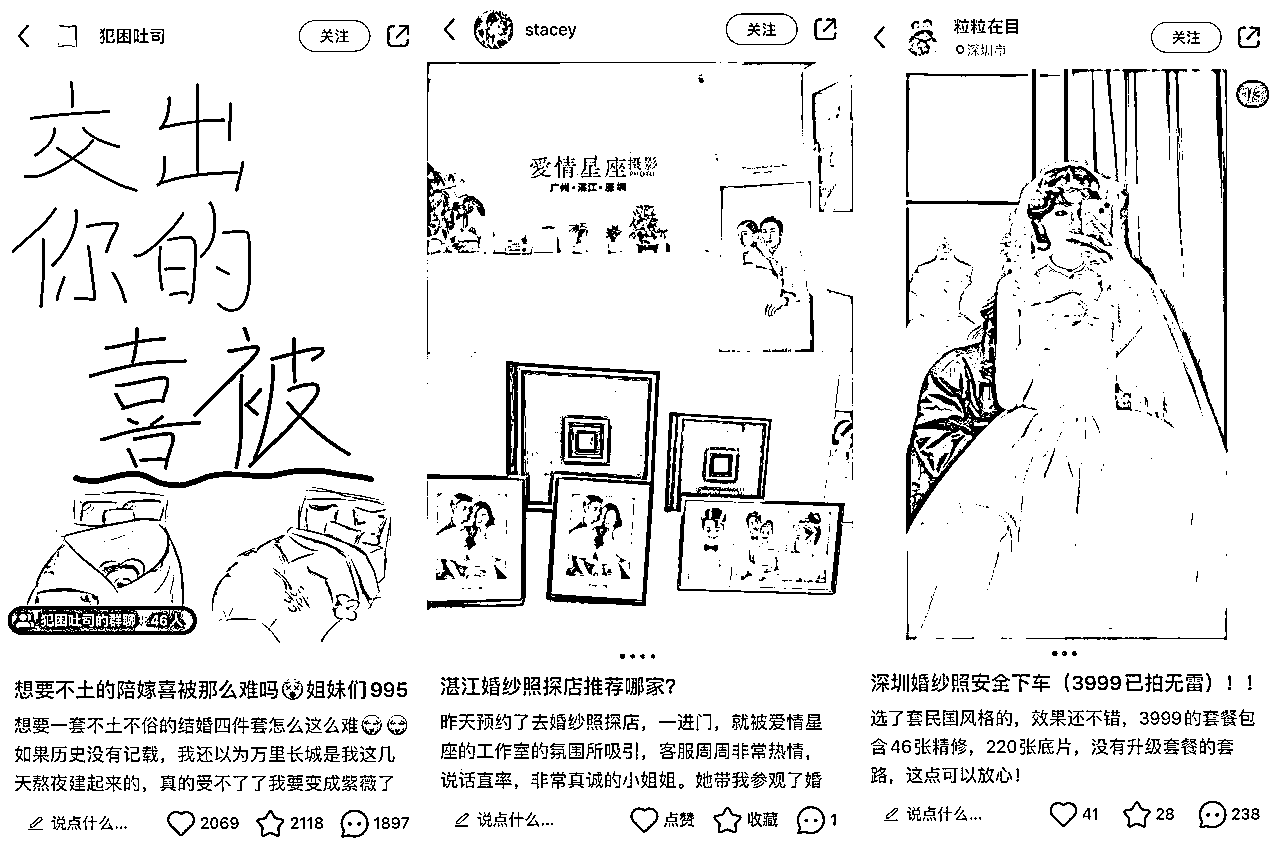 犯困吐司
关注
交出
你的
喜被
犯困吐司的群聊
46人
想要不土的陪嫁喜被那么难吗😲姐妹们995
想要一套不土不俗的结婚四件套怎么这么难😂😂
如果历史没有记载，我还以为万里长城是我这几
天熬夜建起来的，真的受不了了我要变成紫薇了
说点什么...
2069
2118
1897
stacey
关注
爱情星座摄影
广州·湛江·深圳
湛江婚纱照探店推荐哪家？
昨天预约了去婚纱照探店，一进门，就被爱情星
座的工作室的氛围所吸引，客服周周非常热情，
说话直率，非常真诚的小姐姐。她带我参观了婚
说点什么...
点赞
收藏
1
粒粒在目
深圳市
关注
1/3
深圳婚纱照安全下车（3999已拍无雷）！！
选了套民国风格的，效果还不错，3999的套餐包
含46张精修，220张底片，没有升级套餐的套
路，这点可以放心！
说点什么...
41
28
238